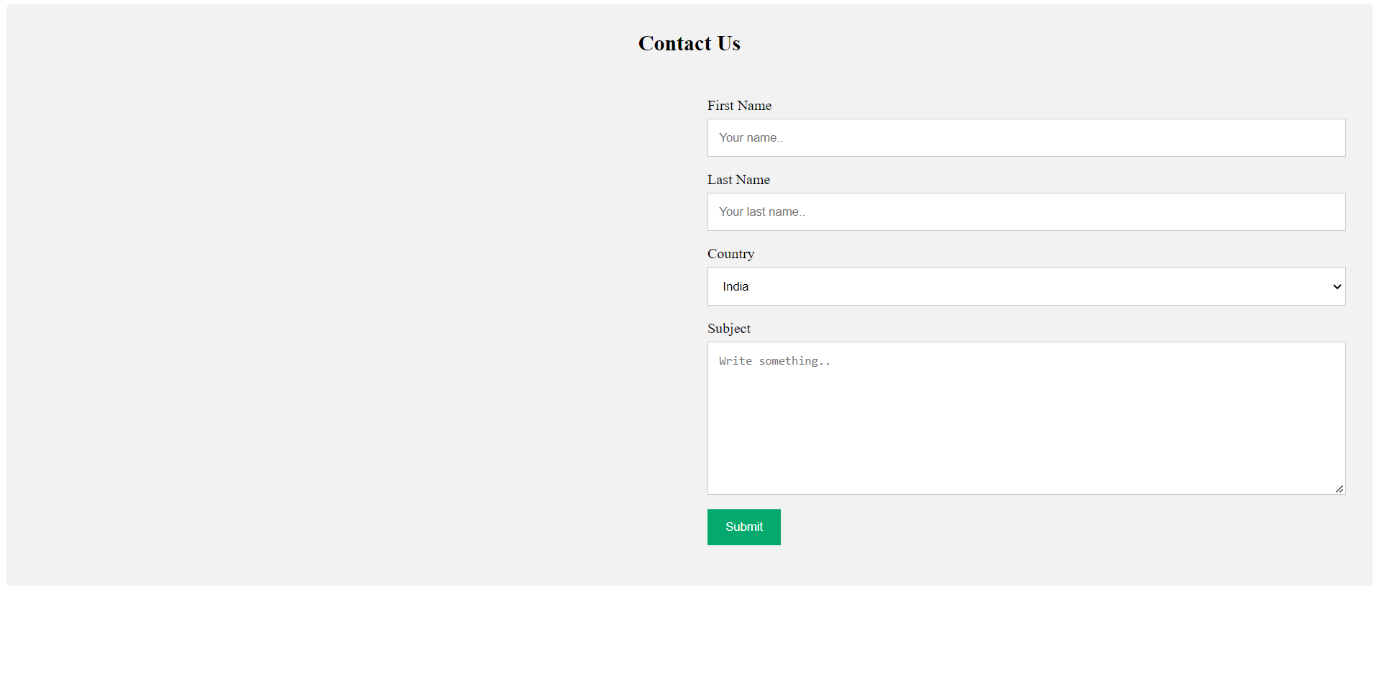 Contact Us
First Name
Your name..
Last Name
Your last name..
Country
India
Subject
Write something..
Submit